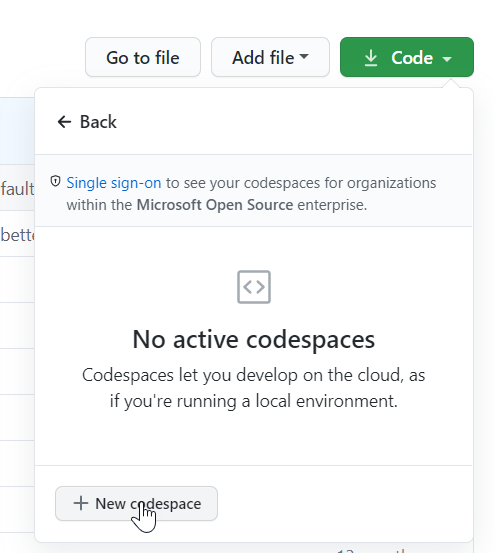 Go to file
Add file
Code
Back
fault
Single sign-on to see your codespaces for organizations
within the Microsoft Open Source enterprise.
bette
No active codespaces
Codespaces let you develop on the cloud, as
if you're running a local environment.
New codespace